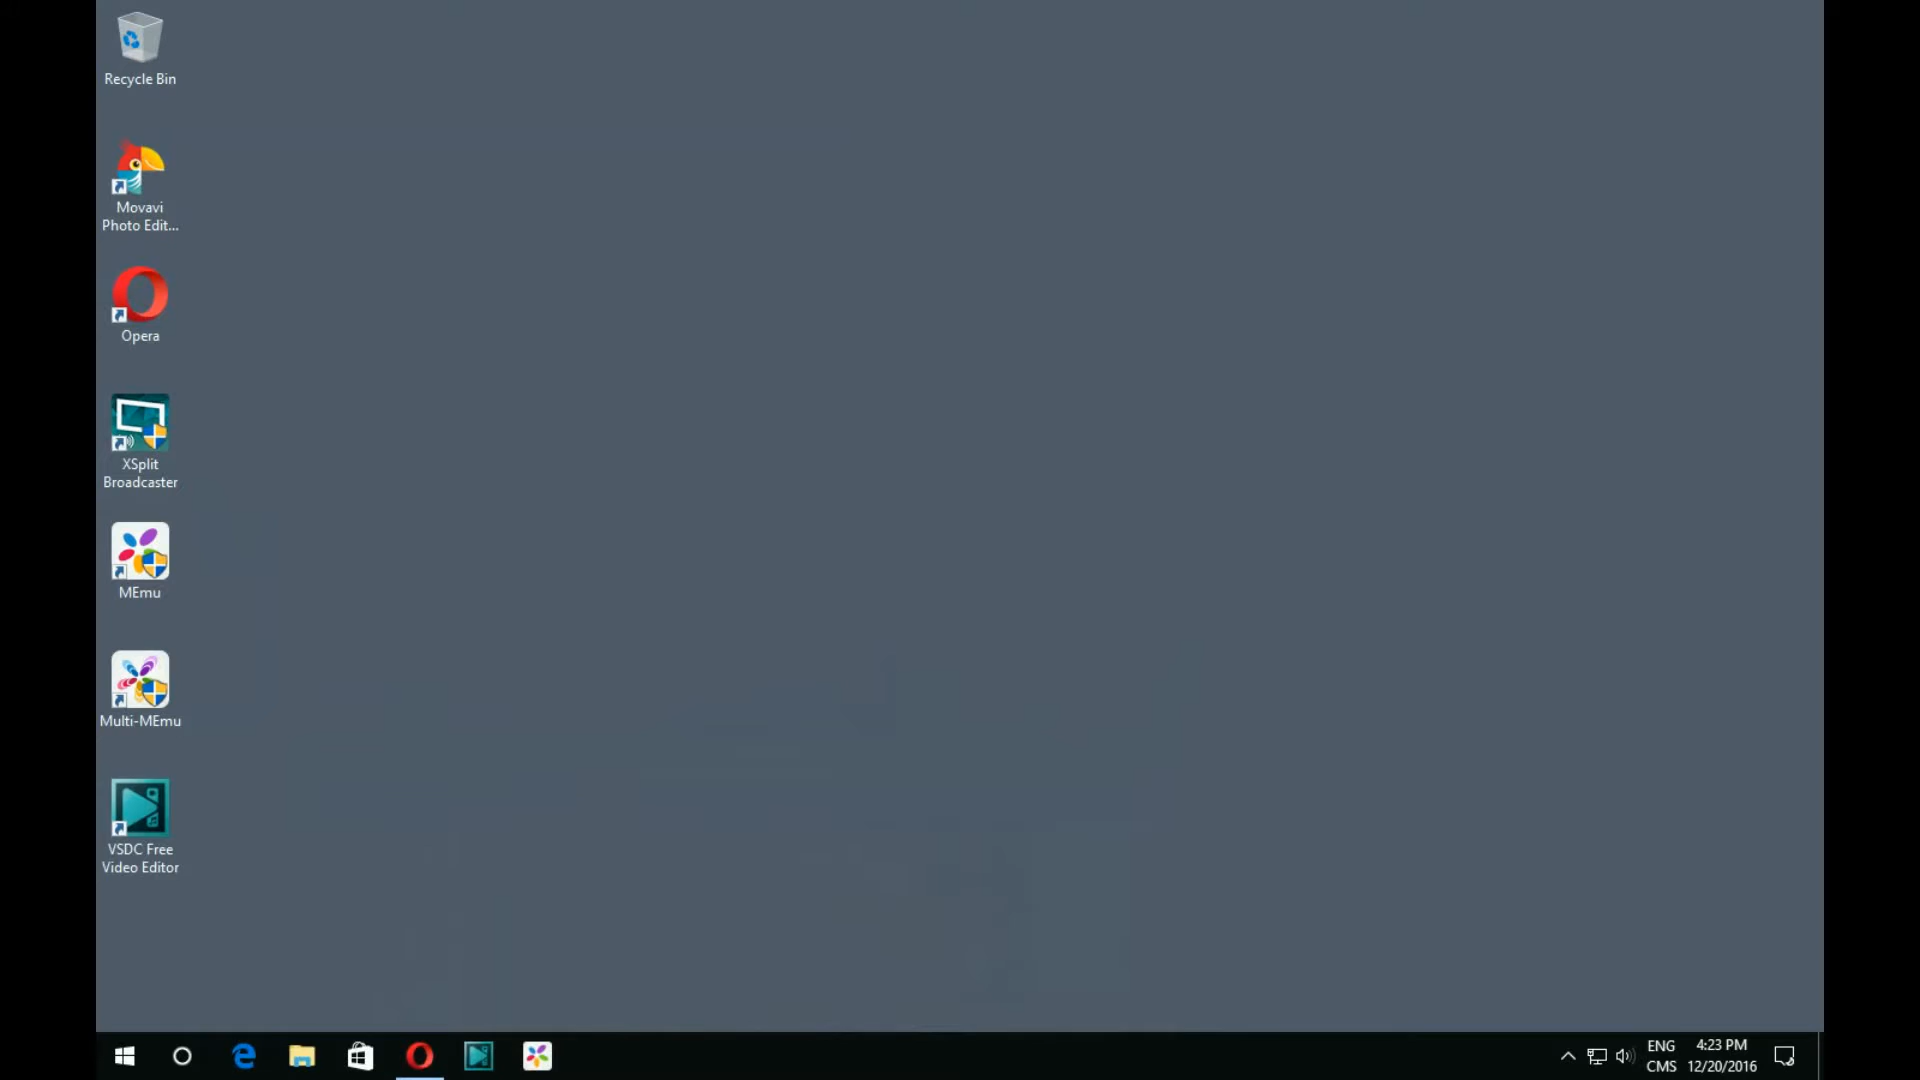 Recycle Bin
Movavi
Photo Edit...
Opera
XSplit
Broadcaster
MEmu
Multi-MEmu
VSDC Free
Video Editor
ENG
CMS
4:23 PM
12/20/2016